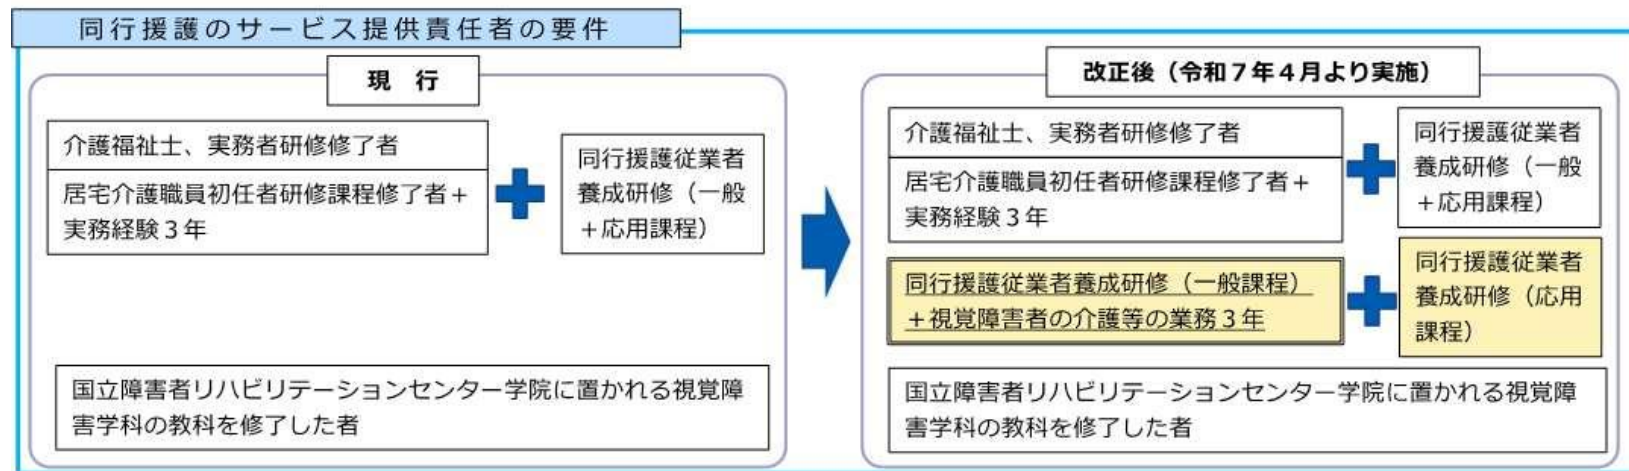 同行援護のサービス提供責任者の要件
現　行
介護福祉士、実務者研修修了者
居宅介護職員初任者研修課程修了者＋
実務経験３年
同行援護従業者
養成研修（一般
＋応用課程）
国立障害者リハビリテーションセンター学院に置かれる視覚障
害学科の教科を修了した者
改正後（令和７年４月より実施）
介護福祉士、実務者研修修了者
居宅介護職員初任者研修課程修了者＋
実務経験３年
同行援護従業者
養成研修（一般
＋応用課程）
同行援護従業者養成研修（一般課程）
＋視覚障害者の介護等の業務３年
同行援護従業者
養成研修（応用
課程）
国立障害者リハビリテーションセンター学院に置かれる視覚障
害学科の教科を修了した者